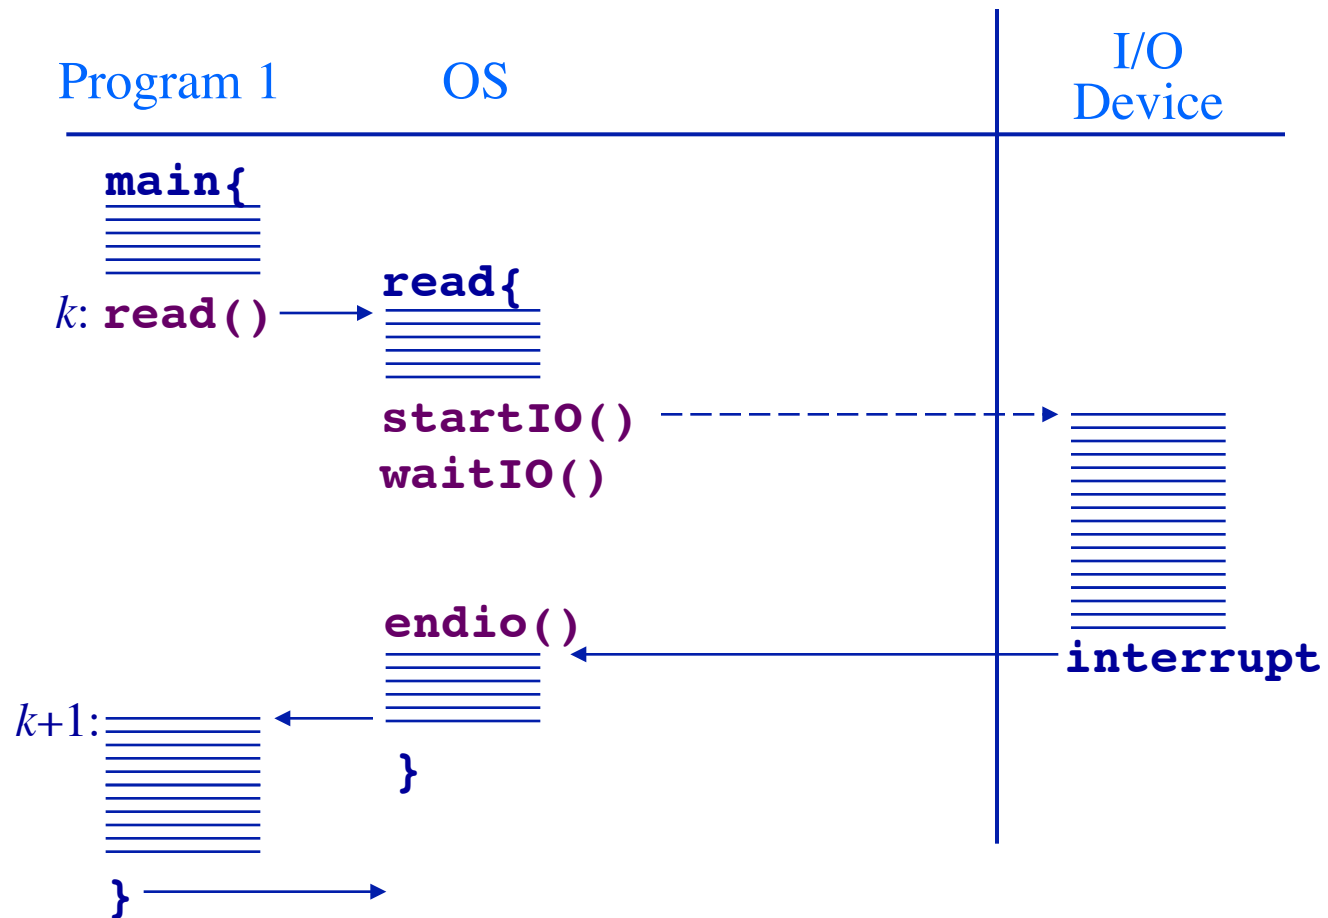 Program 1
OS
I/O
Device
main{
k: read()
read{
startIO()
waitIO()
endio()
interrupt
k+1:
}
}